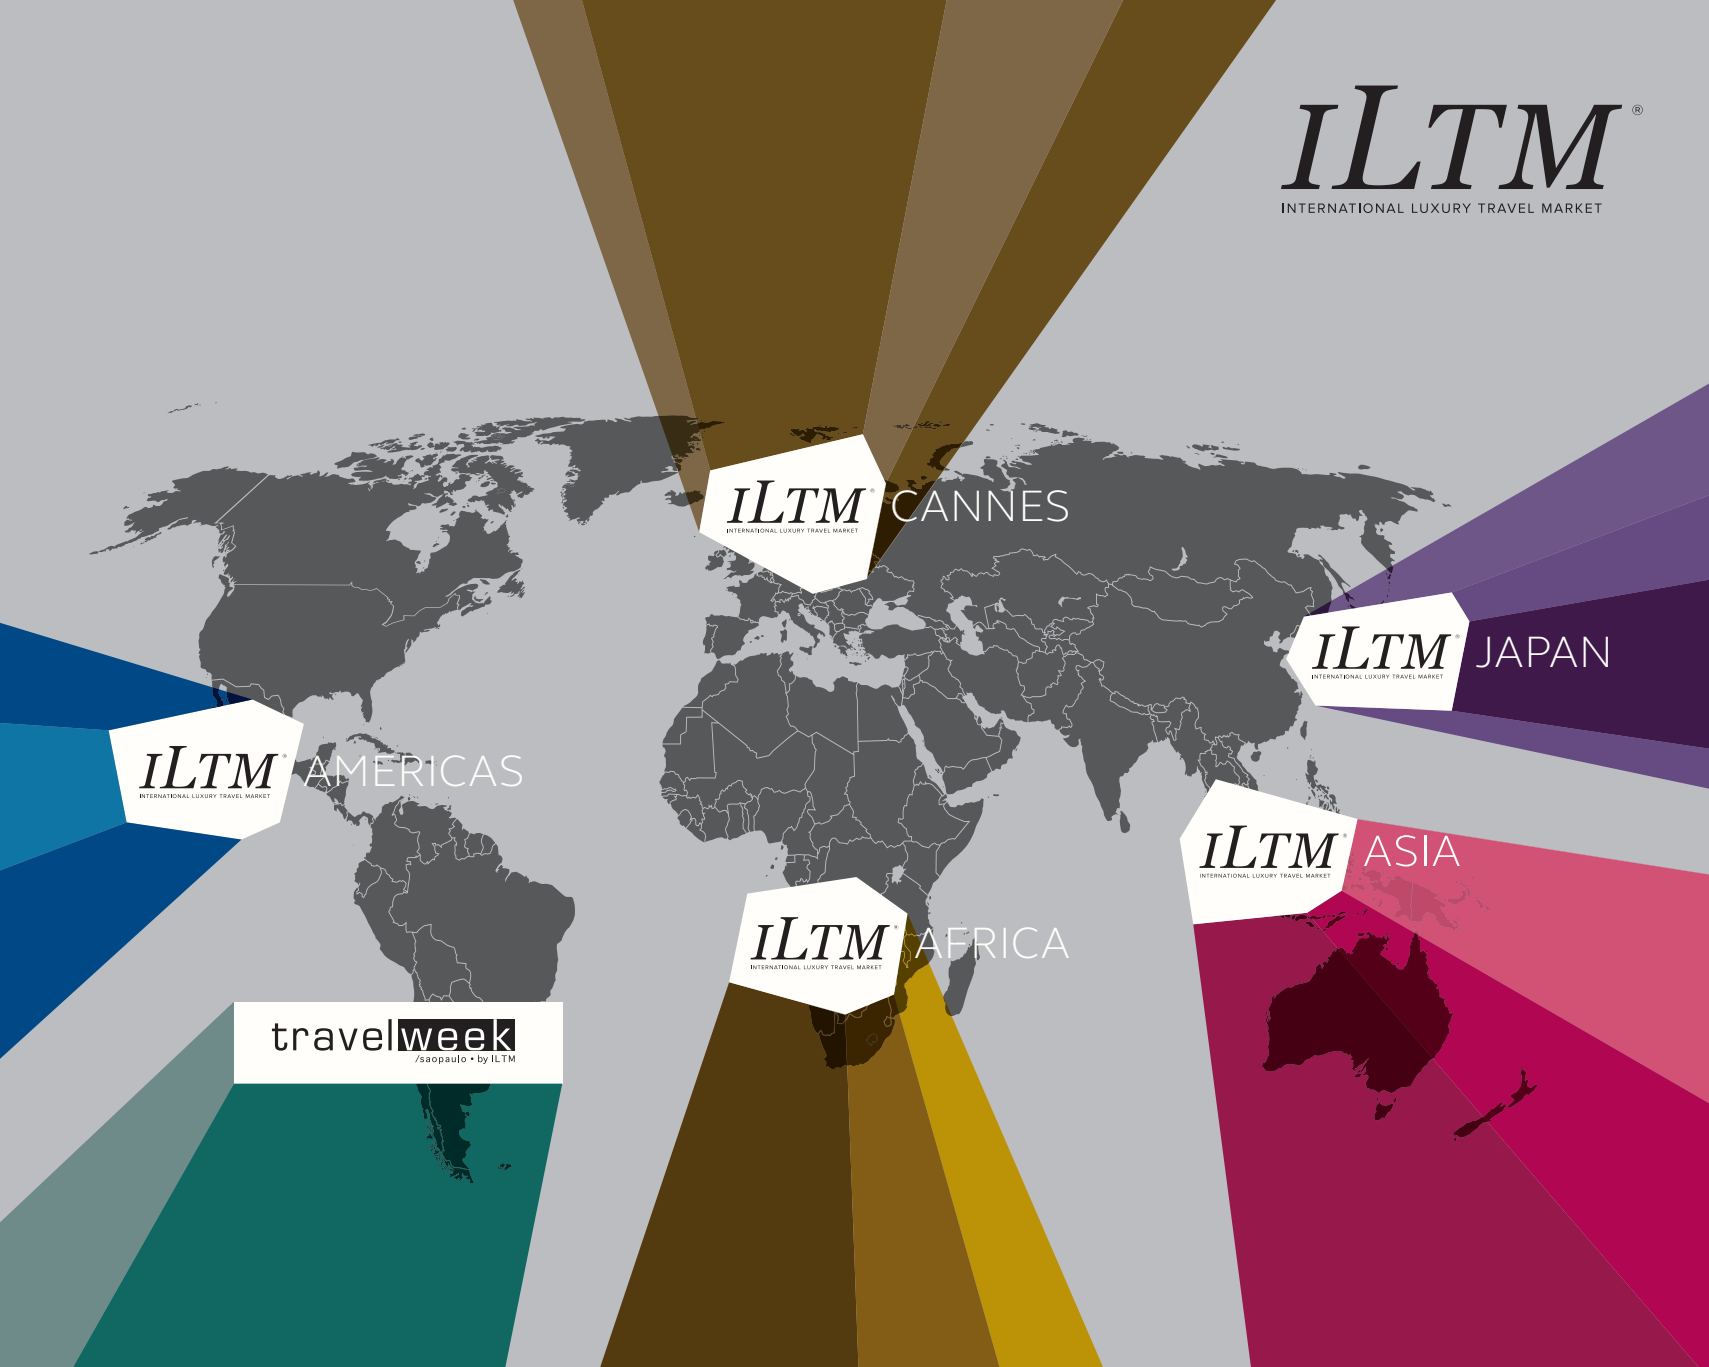 ILTM®
INTERNATIONAL LUXURY TRAVEL MARKET
ILTM® CANNES
INTERNATIONAL LUXURY TRAVEL MARKET
ILTM® JAPAN
INTERNATIONAL LUXURY TRAVEL MARKET
ILTM® AMERICAS
INTERNATIONAL LUXURY TRAVEL MARKET
ILTM® ASIA
INTERNATIONAL LUXURY TRAVEL MARKET
ILTM® AFRICA
INTERNATIONAL LUXURY TRAVEL MARKET
travelweek
/saopaulo • by ILTM